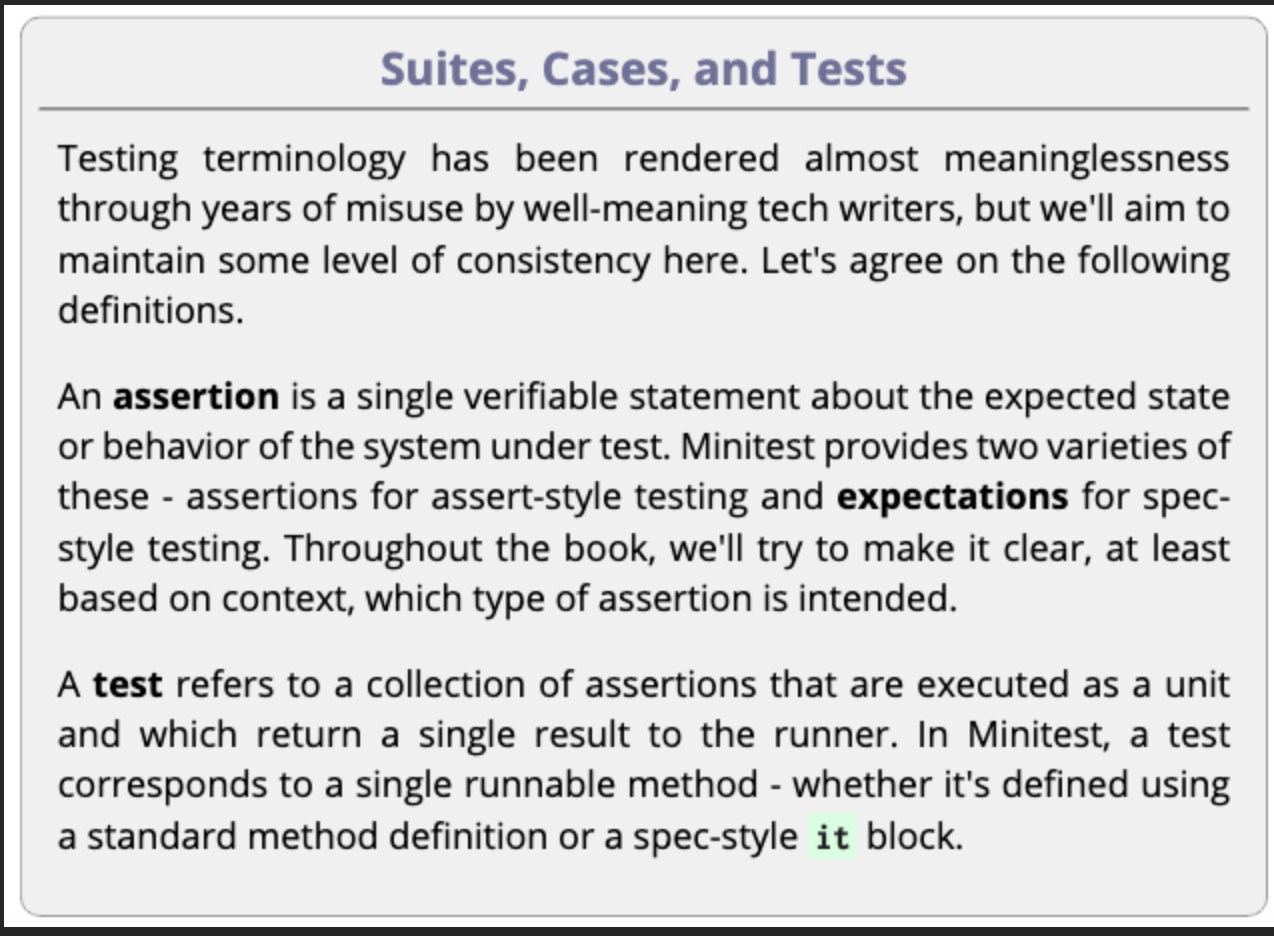 Suites, Cases, and Tests
Testing terminology has been rendered almost meaninglessness
through years of misuse by well-meaning tech writers, but we'll aim to
maintain some level of consistency here. Let's agree on the following
definitions.
An assertion is a single verifiable statement about the expected state
or behavior of the system under test. Minitest provides two varieties of
these - assertions for assert-style testing and expectations for spec-
style testing. Throughout the book, we'll try to make it clear, at least
based on context, which type of assertion is intended.
A test refers to a collection of assertions that are executed as a unit
and which return a single result to the runner. In Minitest, a test
corresponds to a single runnable method - whether it's defined using
a standard method definition or a spec-style it block.